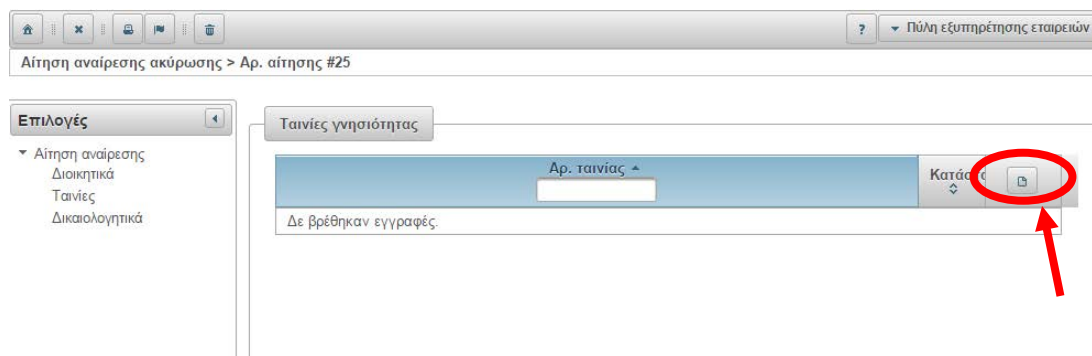 ? Πύλη εξυπηρέτησης εταιρειών
Αίτηση αναίρεσης ακύρωσης > Αρ. αίτησης #25
Επιλογές
Ταινίες γνησιότητας
Αίτηση αναίρεσης
Διοικητικά
Ταινίες
Δικαιολογητικά
Αρ. ταινίας
Δε βρέθηκαν εγγραφές.